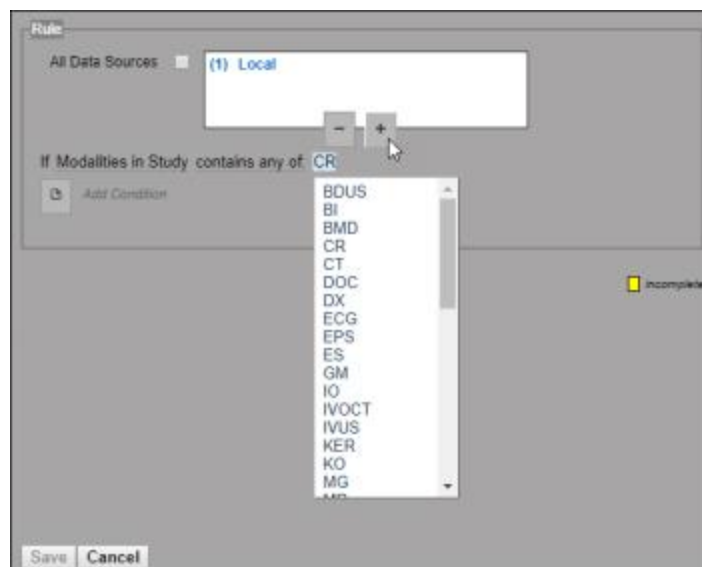 Rule
All Data Sources
(1) Local
- +
If Modalities in Study contains any of: CR
Add Condition
BDUS
BI
BMD
CR
CT
DOC
DX
ECG
EPS
ES
GM
IO
IVOCT
IVUS
KER
KO
MG
incomplete
Save Cancel